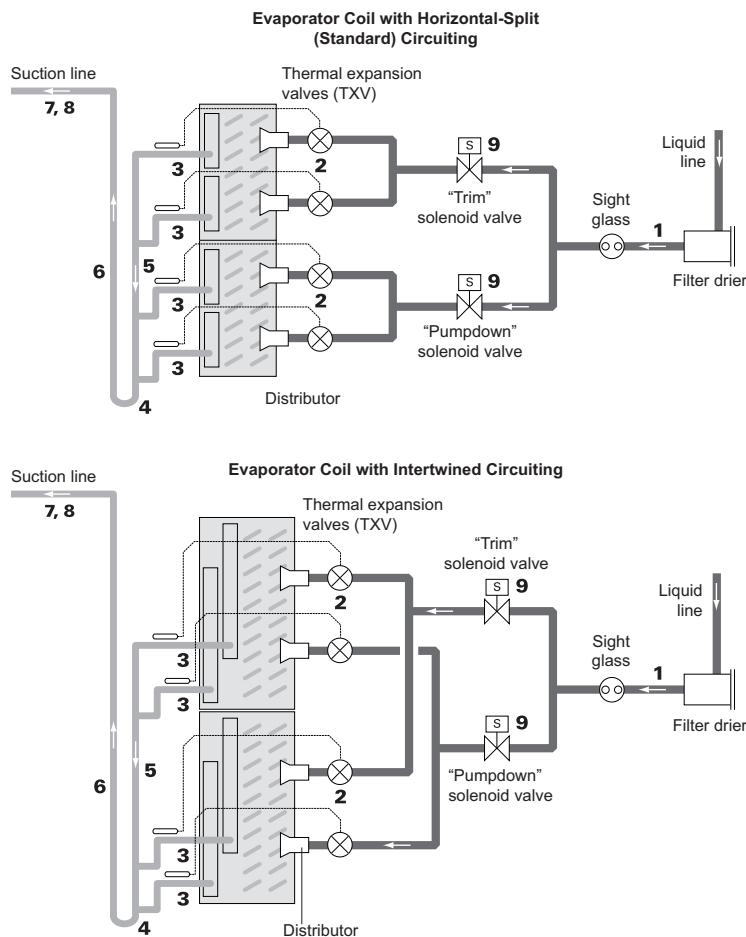 Evaporator Coil with Horizontal-Split
(Standard) Circuiting
Suction line
7, 8
Thermal expansion
valves (TXV)
3
2
S
9
"Trim"
solenoid valve
Liquid
line
Sight
glass
1
Filter drier
3
6
5
3
2
S
9
"Pumpdown"
solenoid valve
3
4
Distributor
Evaporator Coil with Intertwined Circuiting
Suction line
7, 8
Thermal expansion
valves (TXV)
2
"Trim"
solenoid valve
S
9
Liquid
line
Sight
glass
1
Filter drier
3
3
6
5
S
9
"Pumpdown"
solenoid valve
2
3
3
4
Distributor